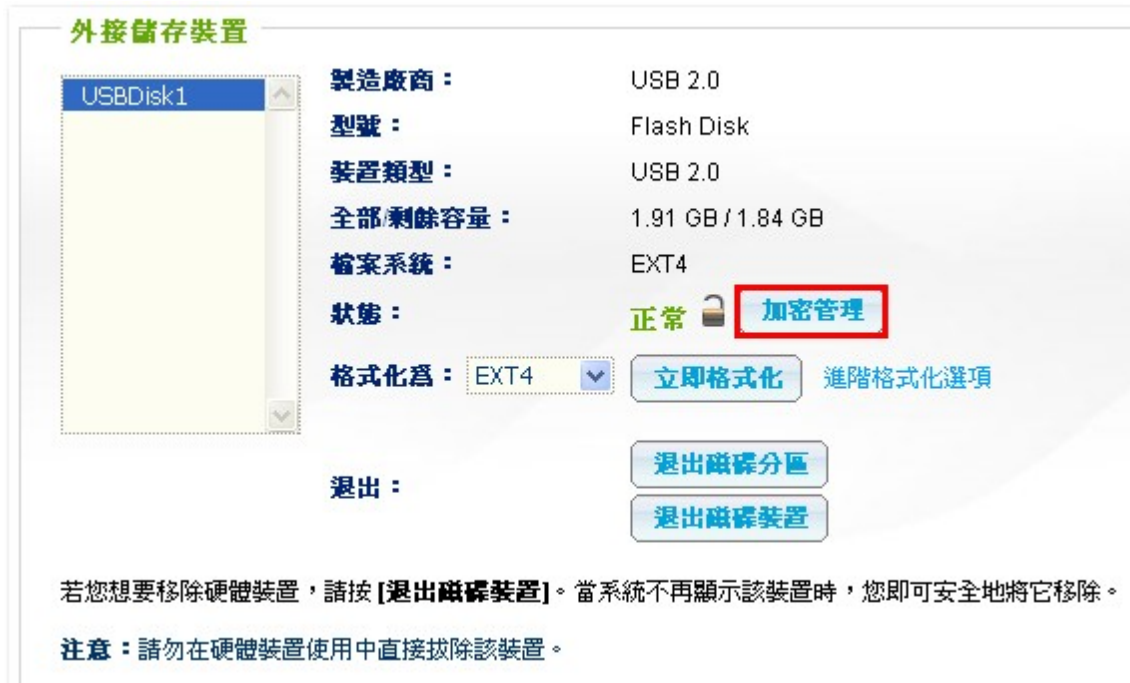 外接儲存裝置
USBDisk1
製造廠商：USB 2.0
型號：Flash Disk
裝置類型：USB 2.0
全部/剩餘容量：1.91 GB / 1.84 GB
檔案系統：EXT4
狀態：正常 加密管理
格式化為：EXT4 立即格式化 進階格式化選項
退出磁碟分區
退出：
退出磁碟裝置
若您想要移除硬體裝置，請按 [退出磁碟裝置]。當系統不再顯示該裝置時，您即可安全地將它移除。
注意：請勿在硬體裝置使用中直接拔除該裝置。